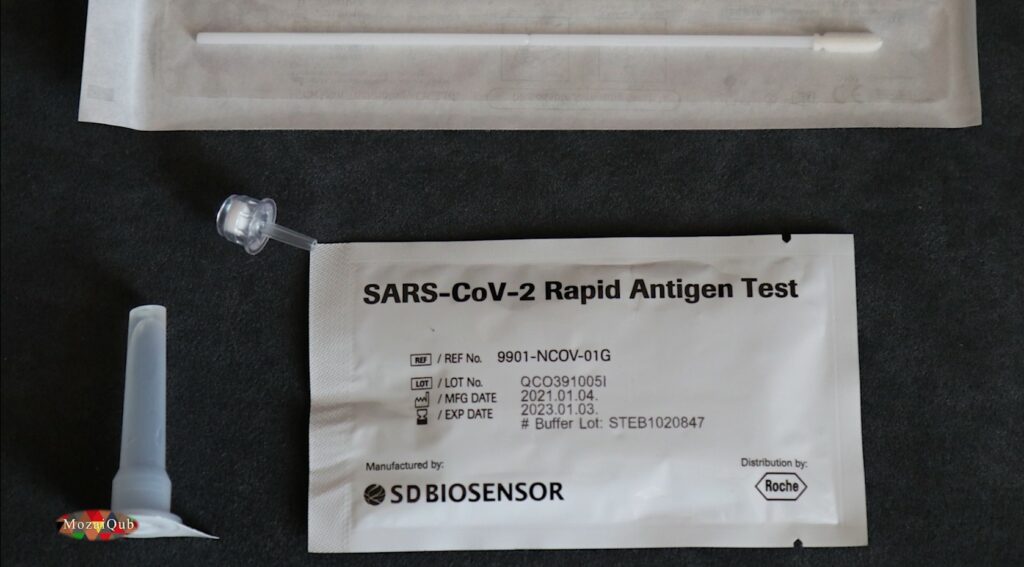 SARS-CoV-2 Rapid Antigen Test
REF / REF No. 9901-NCOV-01G
LOT / LOT No. QCO391005I
/ MFG DATE 2021.01.04.
/ EXP DATE 2023.01.03.
# Buffer Lot: STEB1020847
Manufactured by:
SD BIOSENSOR
Distribution by:
Roche
MozaiQub